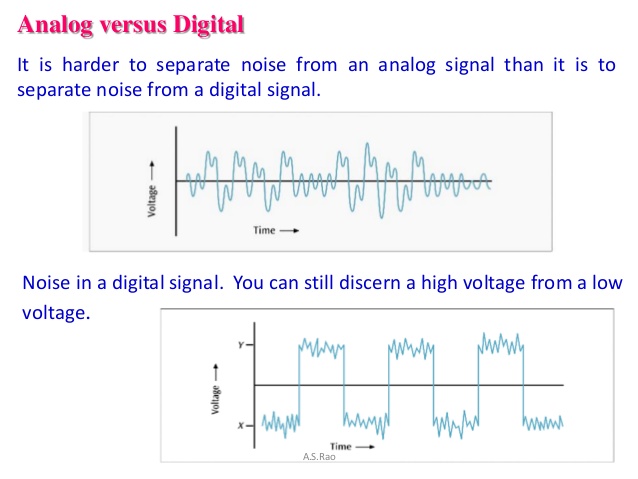 Analog versus Digital
It is harder to separate noise from an analog signal than it is to
separate noise from a digital signal.
Voltage
Time
Noise in a digital signal. You can still discern a high voltage from a low
voltage.
Y
Voltage
X
Time
A.S.Rao